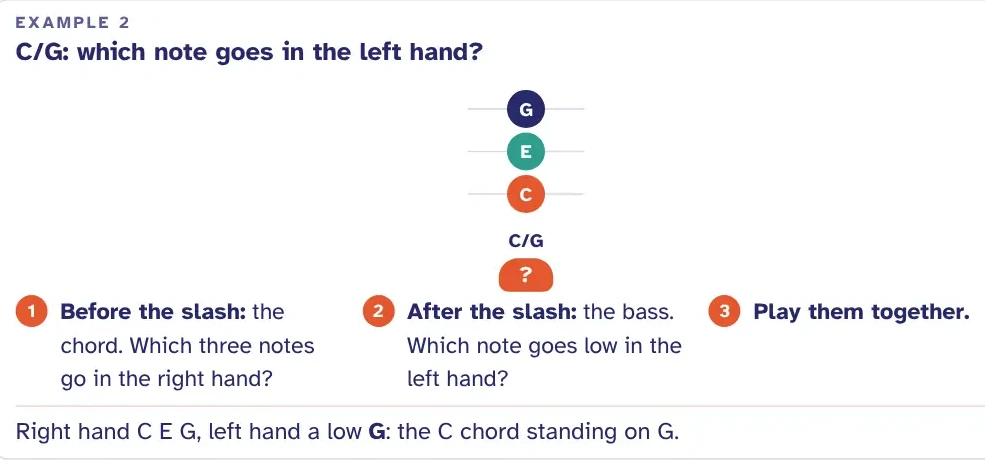 EXAMPLE 2
C/G: which note goes in the left hand?
G
E
C
C/G
?
1 Before the slash: the
chord. Which three notes
go in the right hand?
2 After the slash: the bass.
Which note goes low in the
left hand?
3 Play them together.
Right hand C E G, left hand a low G: the C chord standing on G.